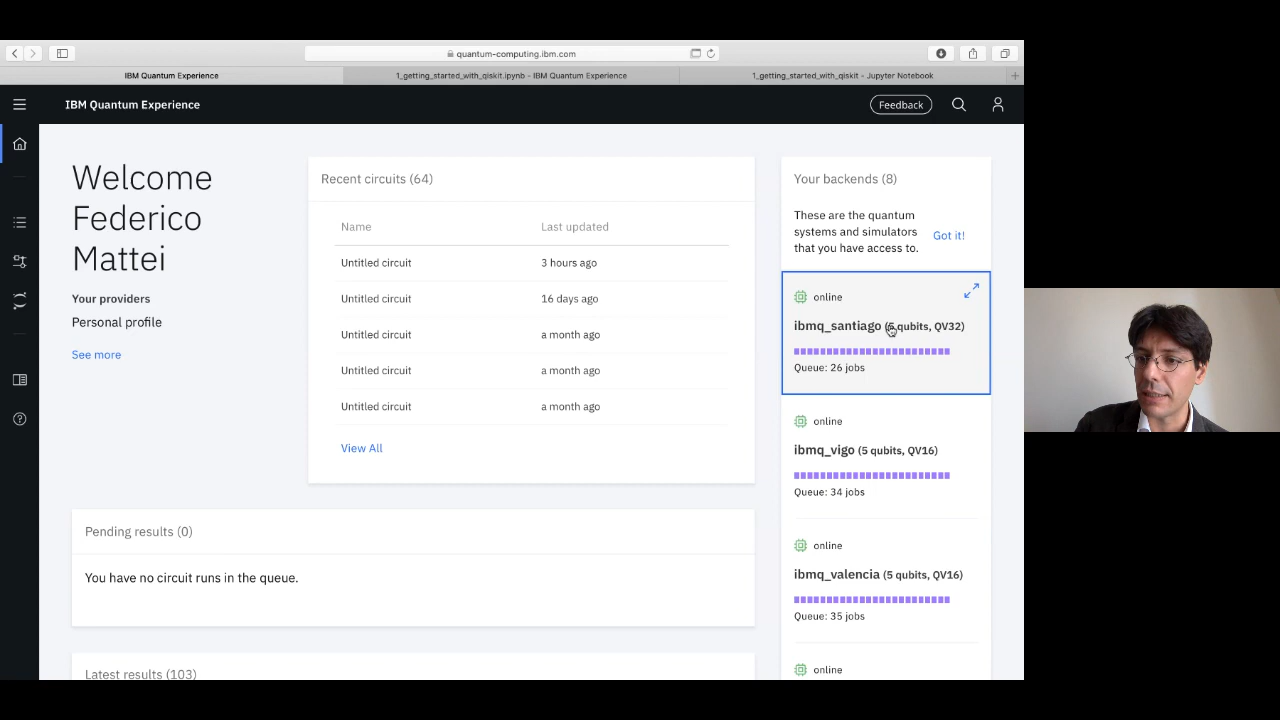 quantum-computing.ibm.com
IBM Quantum Experience
1_getting_started_with_qiskit.ipynb - IBM Quantum Experience
1_getting_started_with_qiskit - Jupyter Notebook
IBM Quantum Experience
Feedback
Welcome
Federico
Mattei
Your providers
Personal profile
See more
Recent circuits (64)
Name Last updated
Untitled circuit 3 hours ago
Untitled circuit 16 days ago
Untitled circuit a month ago
Untitled circuit a month ago
Untitled circuit a month ago
View All
Pending results (0)
You have no circuit runs in the queue.
Latest results (103)
Your backends (8)
These are the quantum
systems and simulators
that you have access to.
Got it!
online
ibmq_santiago (5 qubits, QV32)
Queue: 26 jobs
online
ibmq_vigo (5 qubits, QV16)
Queue: 34 jobs
online
ibmq_valencia (5 qubits, QV16)
Queue: 35 jobs
online